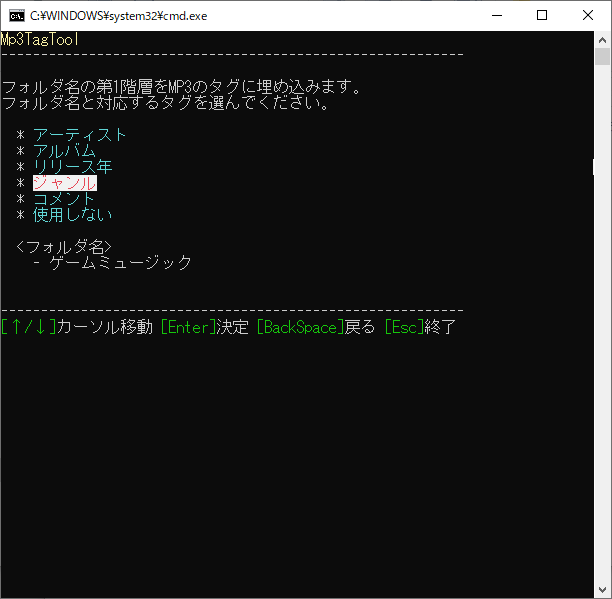 C:¥WINDOWS¥system32¥cmd.exe
Mp3TagTool
----------------------------------------------------------
フォルダ名の第1階層をMP3のタグに埋め込みます。
フォルダ名と対応するタグを選んでください。
* アーティスト
* アルバム
* リリース年
* ジャンル
* コメント
* 使用しない
<フォルダ名>
- ゲームミュージック
----------------------------------------------------------
[↑/↓]カーソル移動 [Enter]決定 [BackSpace]戻る [Esc]終了